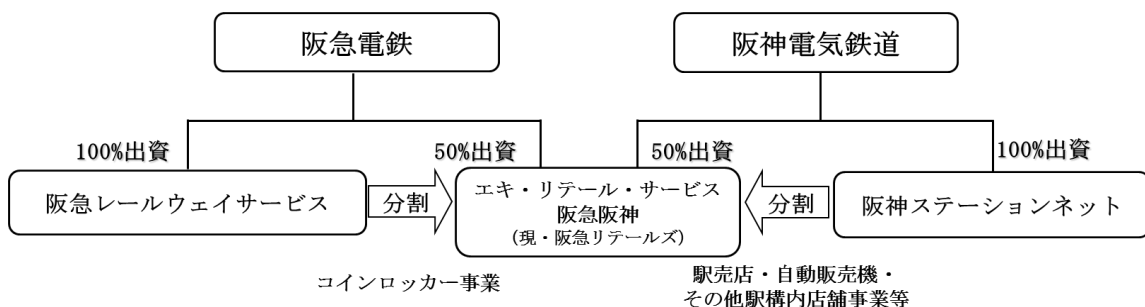 阪急電鉄
阪神電気鉄道
100%出資
50%出資
50%出資
100%出資
阪急レールウェイサービス
分割
エキ・リテール・サービス
阪急阪神
(現・阪急リテールズ)
分割
阪神ステーションネット
コインロッカー事業
駅売店・自動販売機・
その他駅構内店舗事業等